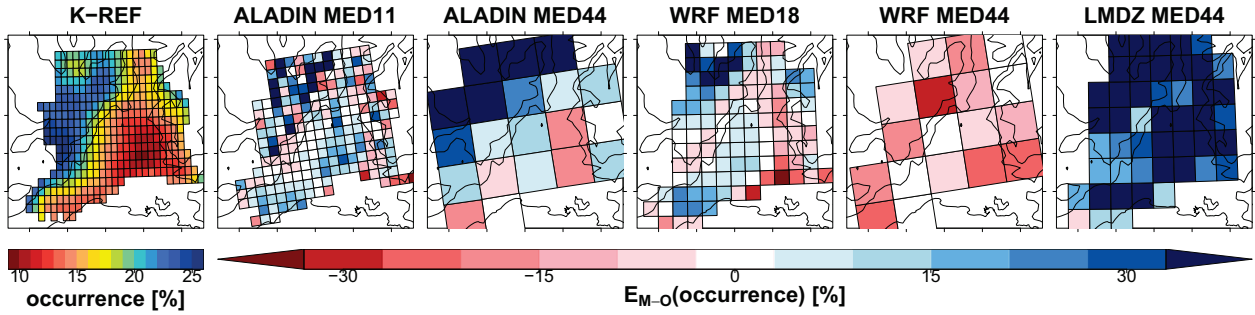 K−REF ALADIN MED11 ALADIN MED44 WRF MED18 WRF MED44 LMDZ MED44
10 15 20 25 −30 −15 0 15 30
occurrence [%] E_M−O(occurrence) [%]